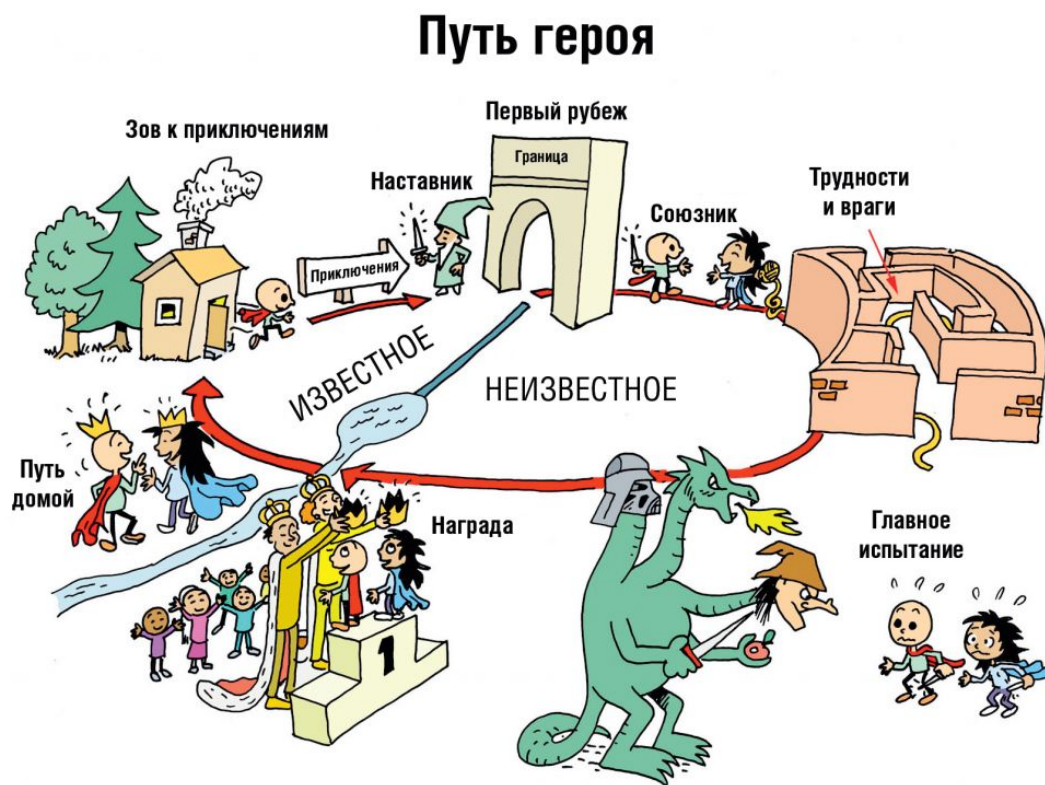 Путь героя
Зов к приключениям
Приключения
Наставник
Первый рубеж
Граница
Союзник
Трудности
и враги
ИЗВЕСТНОЕ
НЕИЗВЕСТНОЕ
Главное
испытание
Награда
1
Путь
домой